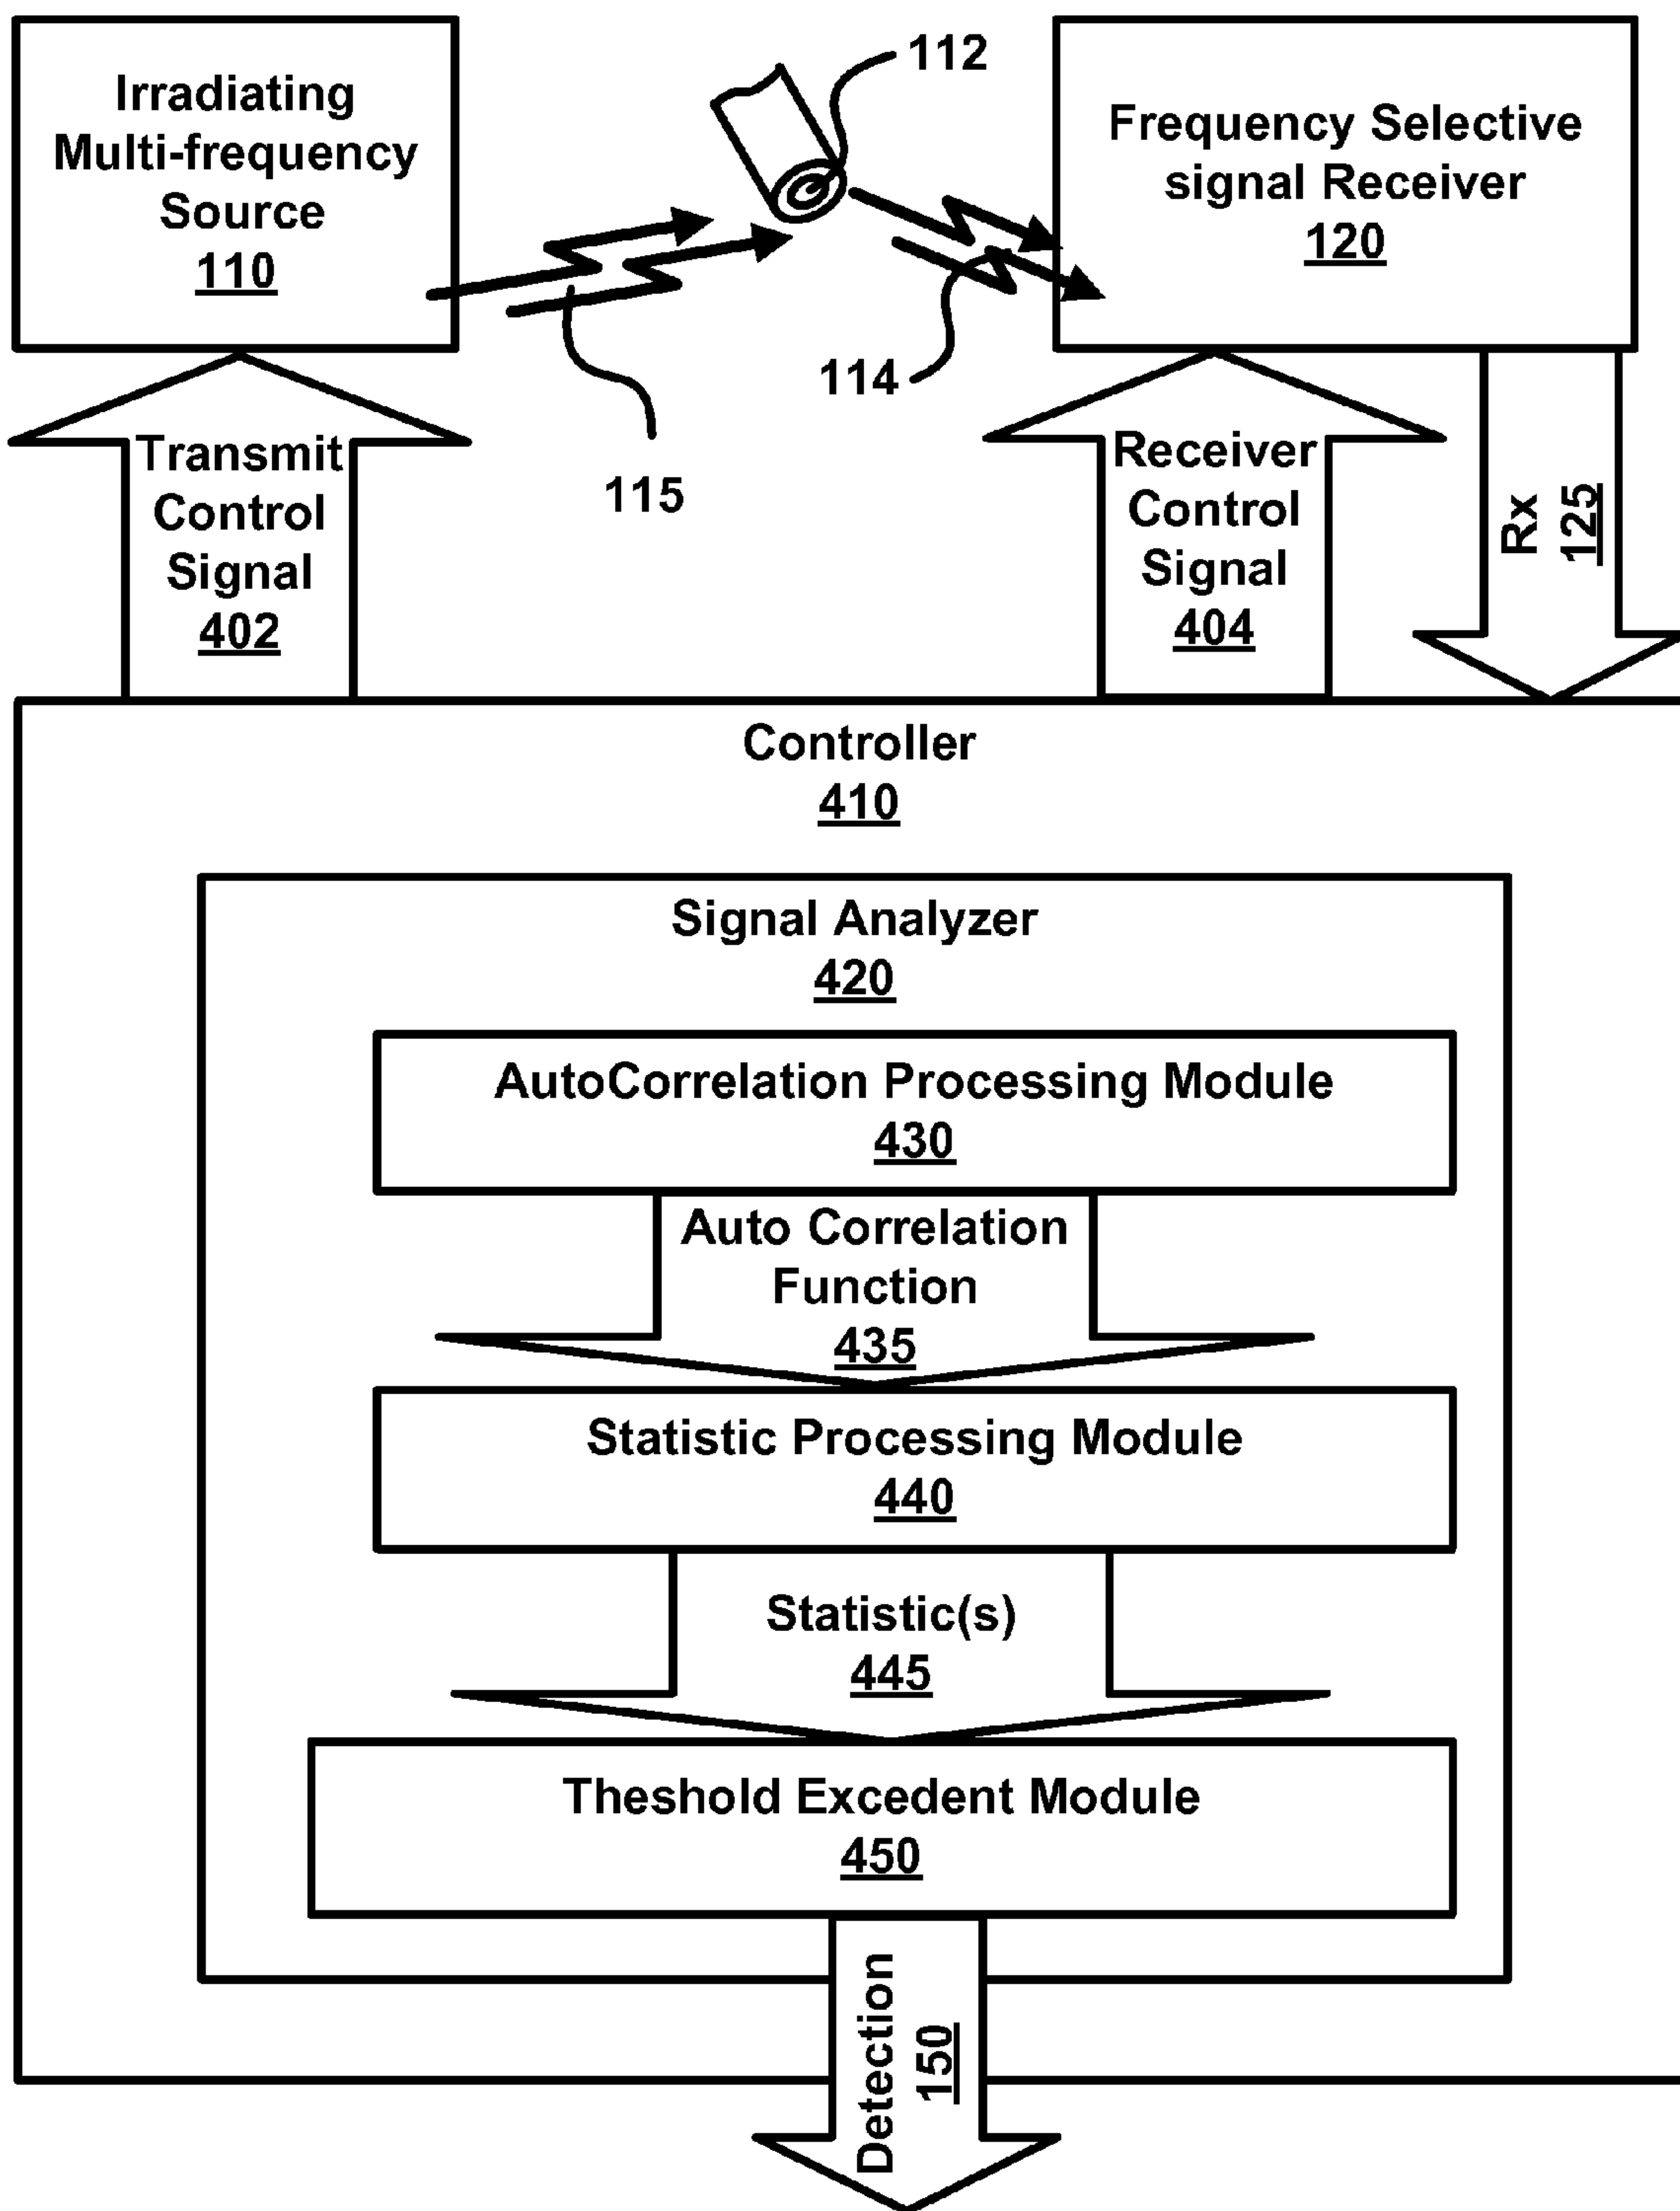 Irradiating
Multi-frequency
Source
110
112
Frequency Selective
signal Receiver
120
114
115
Transmit
Control
Signal
402
Receiver
Control
Signal
404
Rx
125
Controller
410
Signal Analyzer
420
AutoCorrelation Processing Module
430
Auto Correlation
Function
435
Statistic Processing Module
440
Statistic(s)
445
Theshold Excedent Module
450
Detection
150